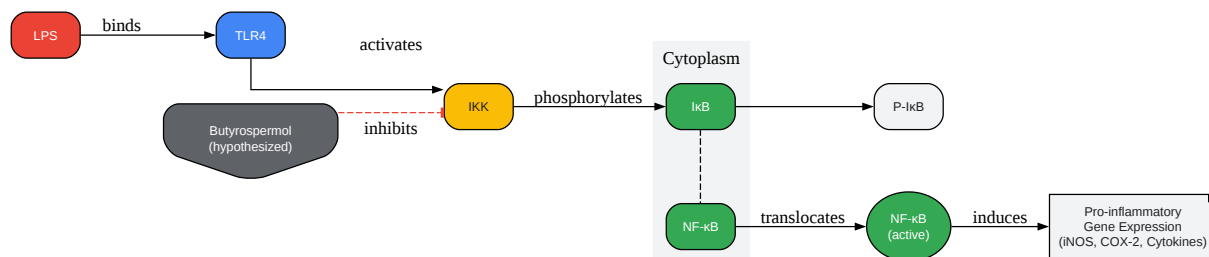 LPS
binds
TLR4
activates
Butyrospermol
(hypothesized)
inhibits
IKK
phosphorylates
Cytoplasm
IκB
P-IκB
NF-κB
translocates
NF-κB
(active)
induces
Pro-inflammatory
Gene Expression
(iNOS, COX-2, Cytokines)